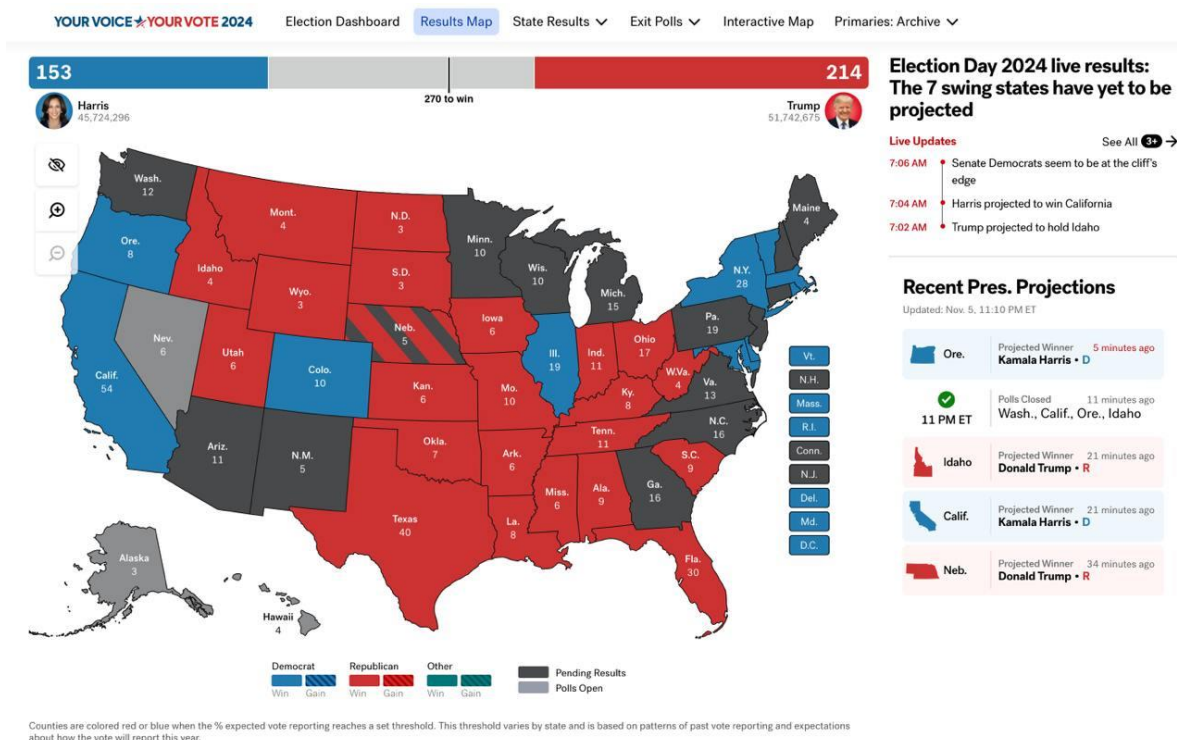 YOUR VOICE YOUR VOTE 2024
Election Dashboard
Results Map
State Results
Exit Polls
Interactive Map
Primaries: Archive
153
214
270 to win
Harris
45,724,296
Trump
51,742,675
Wash.
12
Ore.
8
Calif.
54
Nev.
6
Idaho
4
Mont.
4
Wyo.
3
Utah
6
Colo.
10
Ariz.
11
N.M.
5
N.D.
3
S.D.
3
Neb.
5
Kan.
6
Okla.
7
Texas
40
Minn.
10
Iowa
6
Mo.
10
Ark.
6
La.
8
Wis.
10
Ill.
19
Mich.
15
Ind.
11
Ohio
17
Ky.
8
Tenn.
11
Miss.
6
Ala.
9
Ga.
16
Fla.
30
S.C.
9
N.C.
16
Va.
13
W.Va.
4
Pa.
19
N.Y.
28
Maine
4
Alaska
3
Hawaii
4
Vt.
N.H.
Mass.
R.I.
Conn.
N.J.
Del.
Md.
D.C.
Democrat
Win Gain
Republican
Win Gain
Other
Win Gain
Pending Results
Polls Open
Counties are colored red or blue when the % expected vote reporting reaches a set threshold. This threshold varies by state and is based on patterns of past vote reporting and expectations
about how the vote will report this year.
Election Day 2024 live results:
The 7 swing states have yet to be
projected
Live Updates
See All 3+
7:06 AM Senate Democrats seem to be at the cliff's
edge
7:04 AM Harris projected to win California
7:02 AM Trump projected to hold Idaho
Recent Pres. Projections
Updated: Nov. 5, 11:10 PM ET
Ore.
Projected Winner 5 minutes ago
Kamala Harris • D
11 PM ET
Polls Closed 11 minutes ago
Wash., Calif., Ore., Idaho
Idaho
Projected Winner 21 minutes ago
Donald Trump • R
Calif.
Projected Winner 21 minutes ago
Kamala Harris • D
Neb.
Projected Winner 34 minutes ago
Donald Trump • R